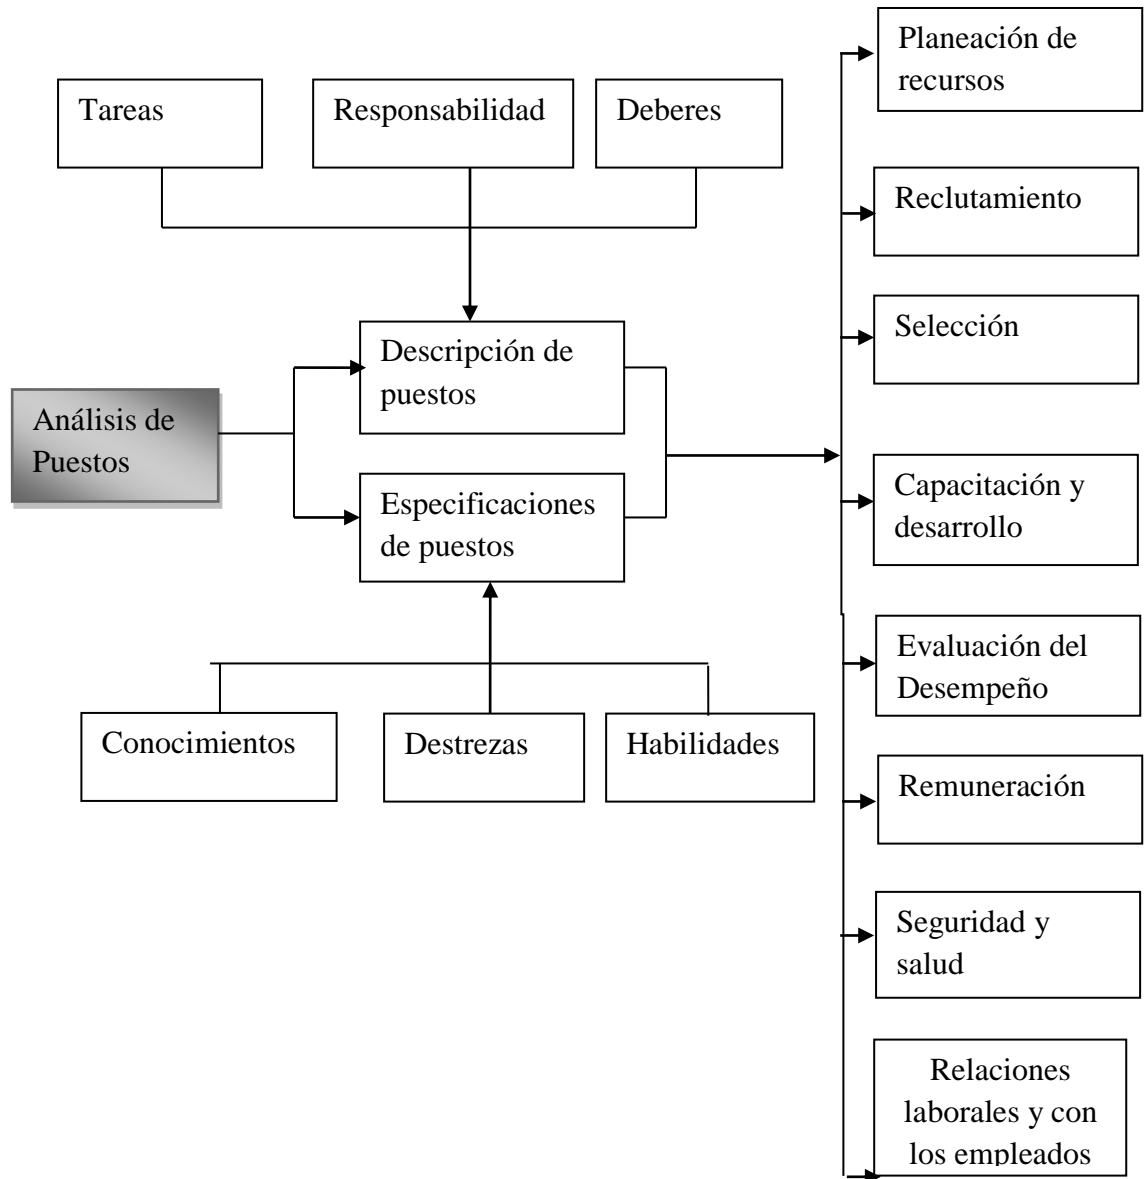 Planeación de
recursos
Tareas
Responsabilidad
Deberes
Reclutamiento
Selección
Descripción de
puestos
Análisis de
Puestos
Especificaciones
de puestos
Capacitación y
desarrollo
Evaluación del
Desempeño
Conocimientos
Destrezas
Habilidades
Remuneración
Seguridad y
salud
Relaciones
laborales y con
los empleados